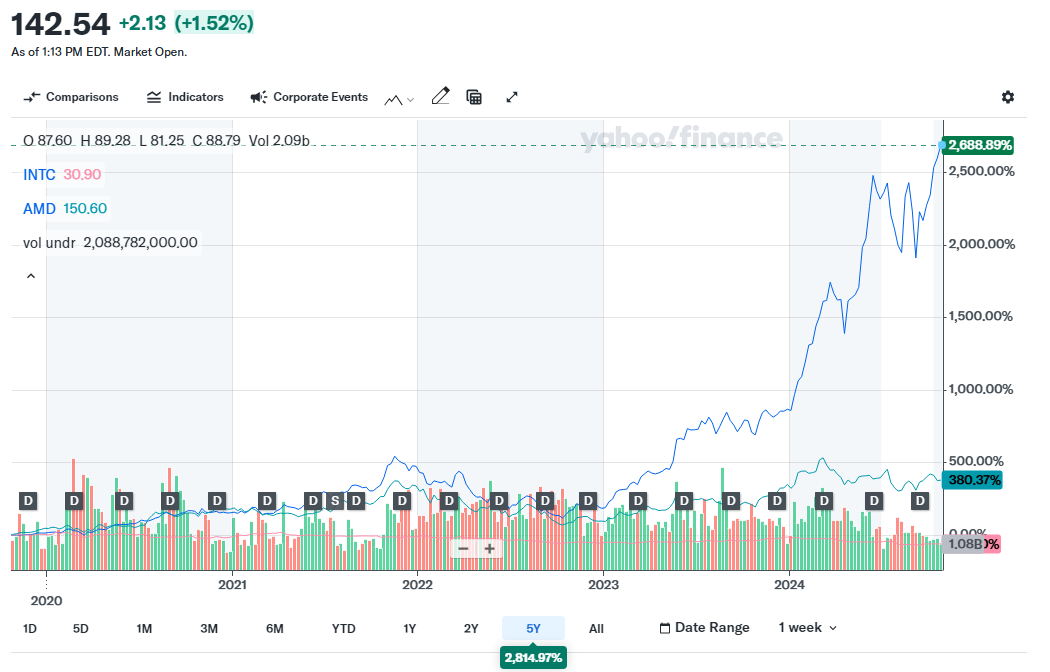 142.54 +2.13 (+1.52%)
As of 1:13 PM EDT. Market Open.
Comparisons Indicators Corporate Events
yahoo!finance
O 87.60 H 89.28 L 81.25 C 88.79 Vol 2.09b
2,688.89%
INTC 30.90
2,500.00%
AMD 150.60
vol undr 2,088,782,000.00
2,000.00%
1,500.00%
1,000.00%
500.00%
380.37%
D D D D D D D S D D D D D D D D D D D D D
0.00%
1.08B
%
2020 2021 2022 2023 2024
1D 5D 1M 3M 6M YTD 1Y 2Y 5Y All Date Range 1 week
2,814.97%